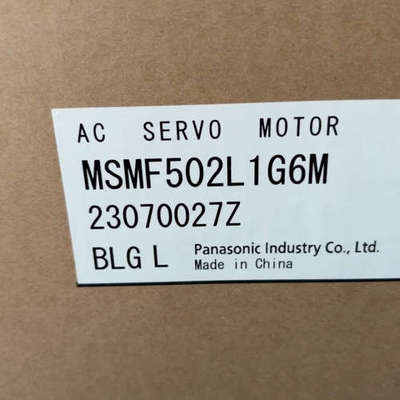 AC SERVO MOTOR
MSMF502L1G6M
23070027Z
BLG L Panasonic Industry Co., Ltd.
Made in China